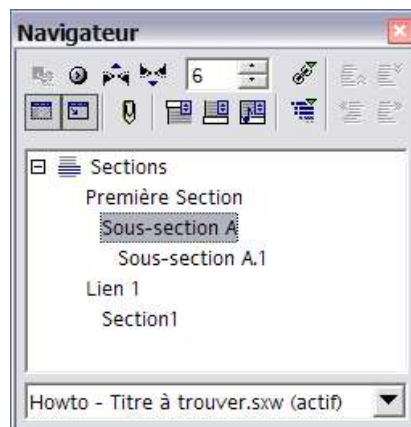 Navigateur
6
Sections
Première Section
Sous-section A
Sous-section A.1
Lien 1
Section1
Howto - Titre à trouver.sxw (actif)